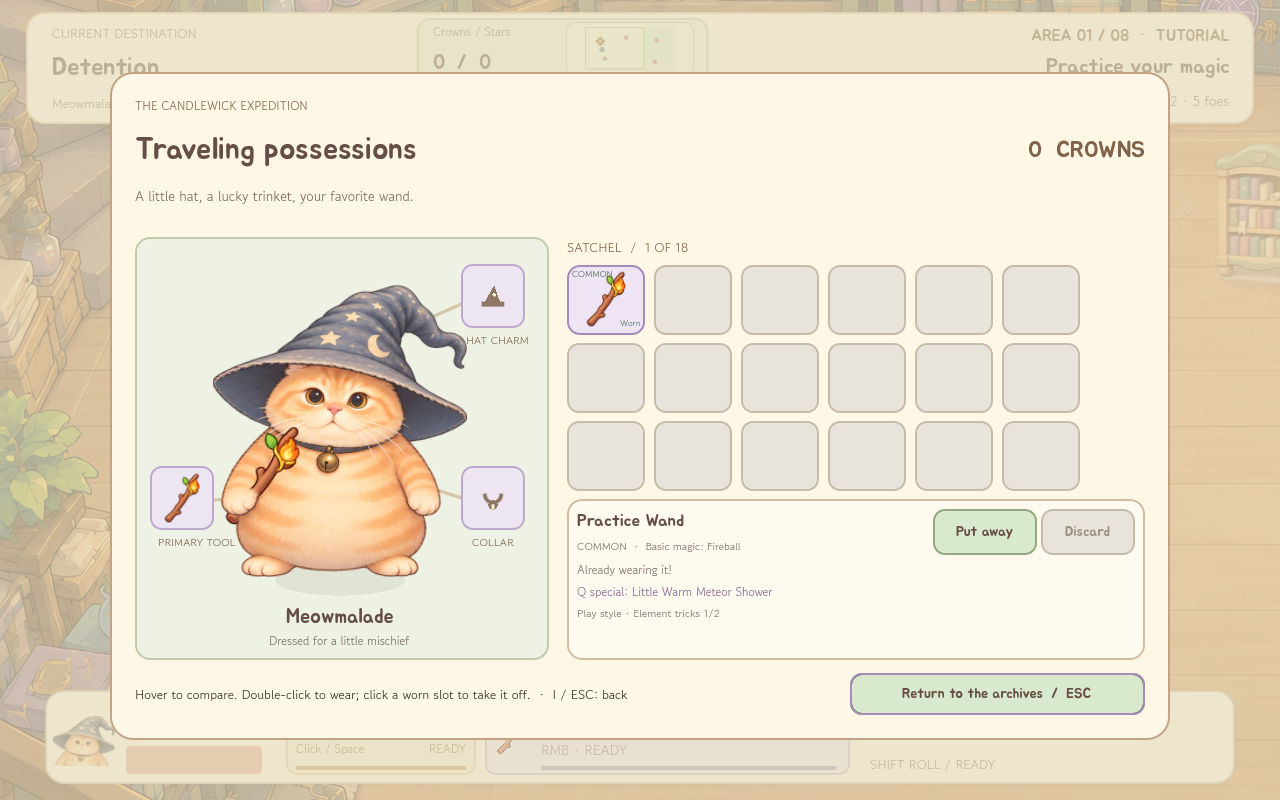 CURRENT DESTINATION
Detention
Crowns / Stars
0 / 0
AREA 01 / 08 · TUTORIAL
Practice your magic
2 · 5 foes
THE CANDLEWICK EXPEDITION
Traveling possessions
0 CROWNS
A little hat, a lucky trinket, your favorite wand.
SATCHEL / 1 OF 18
COMMON
Worn
HAT CHARM
PRIMARY TOOL
COLLAR
Meowmalade
Dressed for a little mischief
Practice Wand
COMMON · Basic magic: Fireball
Already wearing it!
Q special: Little Warm Meteor Shower
Play style · Element tricks 1/2
Put away
Discard
Hover to compare. Double-click to wear; click a worn slot to take it off. · I / ESC: back
Return to the archives / ESC
Click / Space
READY
RMB · READY
SHIFT ROLL / READY